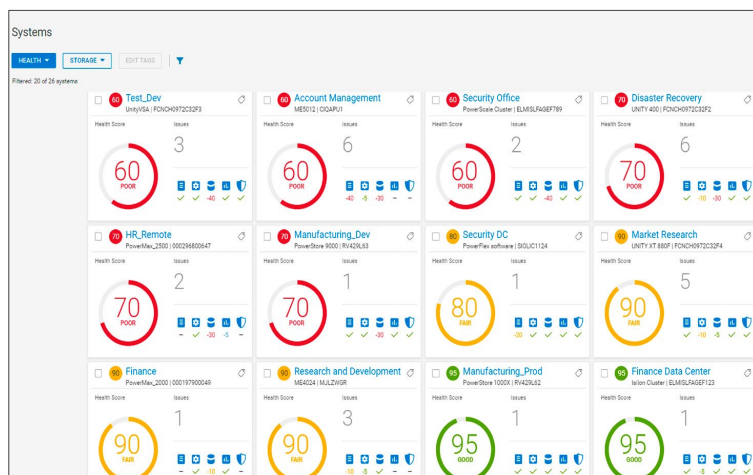 Systems
HEALTH
STORAGE
EDIT TAGS
Filtered: 20 of 26 systems
60 Test_Dev
UnityVSA | FCNCH0972C32F3
Health Score Issues
3
60
POOR
✓ ✓ -40 ✓ ✓
60 Account Management
ME5012 | CIQAPU1
Health Score Issues
6
60
POOR
-40 -5 -30 – –
60 Security Office
PowerScale Cluster | ELMISLFAGEF789
Health Score Issues
2
60
POOR
✓ ✓ -40 ✓ ✓
70 Disaster Recovery
UNITY 400 | FCNCH0972C32F2
Health Score Issues
6
70
POOR
✓ -10 -30 ✓ ✓
70 HR_Remote
PowerMax_2500 | 000296800647
Health Score Issues
2
70
POOR
– ✓ -30 -5 –
70 Manufacturing_Dev
PowerStore 9000 | RV429L63
Health Score Issues
1
70
POOR
✓ ✓ -30 ✓ ✓
80 Security DC
PowerFlex software | SIOLIC1124
Health Score Issues
1
80
FAIR
-20 ✓ ✓ ✓ ✓
90 Market Research
UNITY XT 880F | FCNCH0972C32F4
Health Score Issues
5
90
FAIR
✓ -10 -5 ✓ ✓
90 Finance
PowerMax_2000 | 000197900049
Health Score Issues
1
90
FAIR
– ✓ -10 ✓ –
90 Research and Development
ME4024 | MJLZWGR
Health Score Issues
3
90
FAIR
-10 -5 ✓ – –
95 Manufacturing_Prod
PowerStore 1000X | RV429L62
Health Score Issues
1
95
GOOD
95 Finance Data Center
Isilon Cluster | ELMISLFAGEF123
Health Score Issues
1
95
GOOD
✓ -5 ✓ ✓ ✓